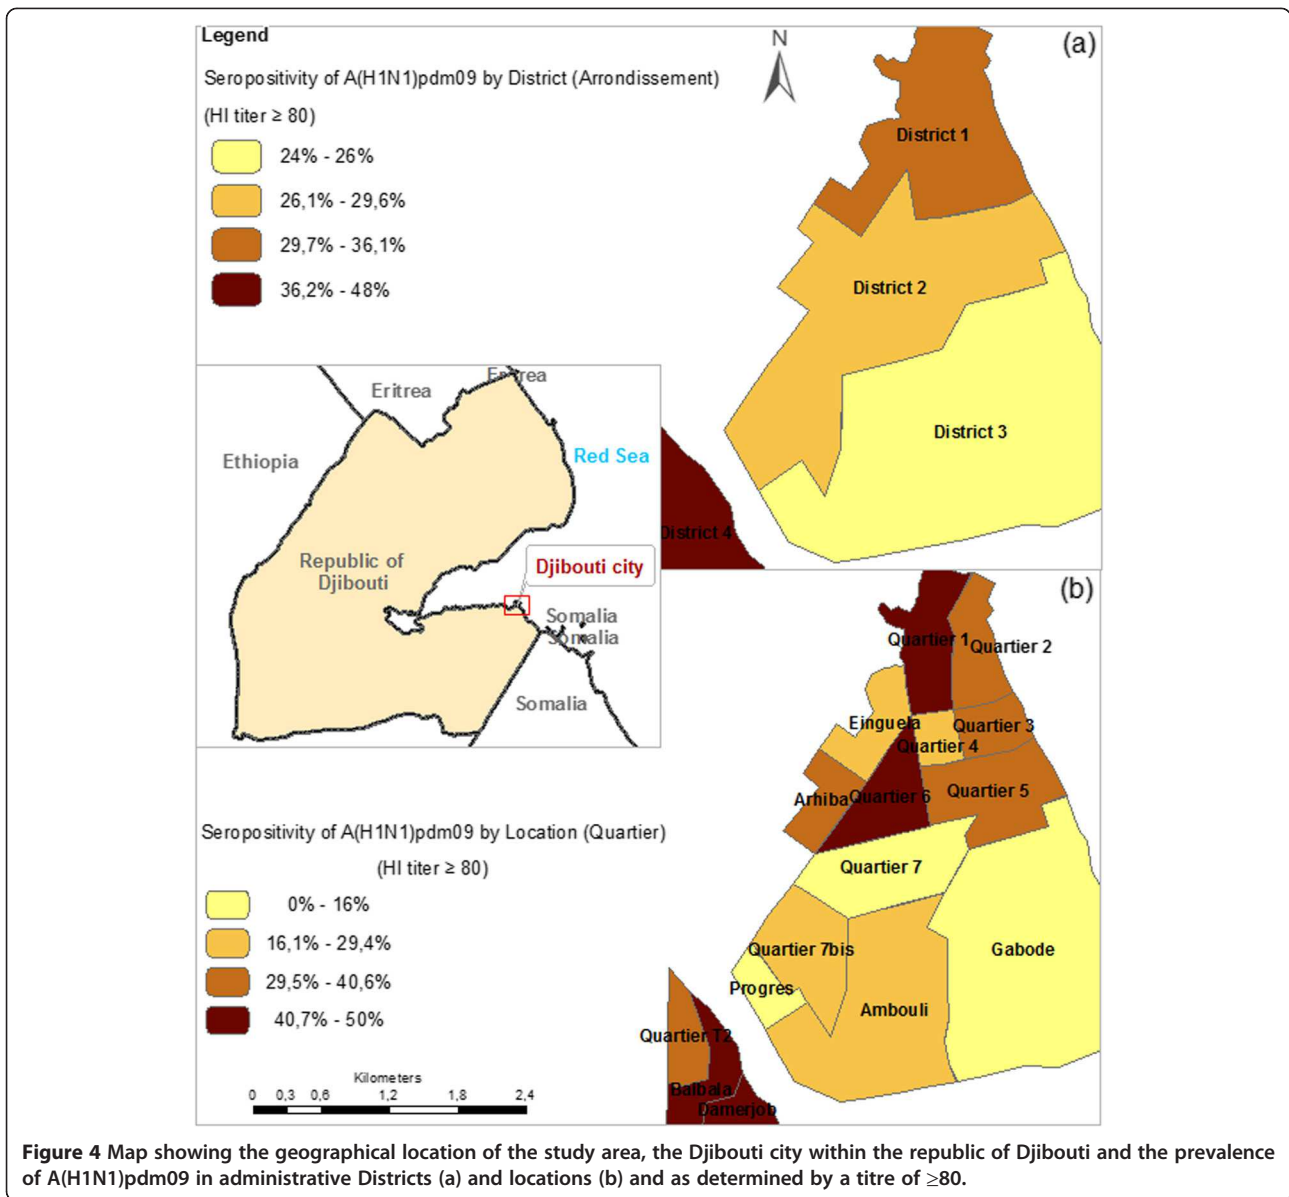 Legend
Seropositivity of A(H1N1)pdm09 by District (Arrondissement)
(HI titer ≥ 80)
24% - 26%
26,1% - 29,6%
29,7% - 36,1%
36,2% - 48%
N
(a)
District 1
District 2
District 3
District 4
Eritrea
Eritrea
Ethiopia
Red Sea
Republic of
Djibouti
Djibouti city
Somalia
Somalia
Somalia
(b)
Quartier 1
Quartier 2
Einguela
Quartier 3
Quartier 4
Arhiba
Quartier 6
Quartier 5
Quartier 7
Quartier 7bis
Gabode
Progres
Ambouli
Quartier T2
Balbala
Damerjob
Seropositivity of A(H1N1)pdm09 by Location (Quartier)
(HI titer ≥ 80)
0% - 16%
16,1% - 29,4%
29,5% - 40,6%
40,7% - 50%
Kilometers
0 0,3 0,6 1,2 1,8 2,4
Figure 4 Map showing the geographical location of the study area, the Djibouti city within the republic of Djibouti and the prevalence
of A(H1N1)pdm09 in administrative Districts (a) and locations (b) and as determined by a titre of ≥80.